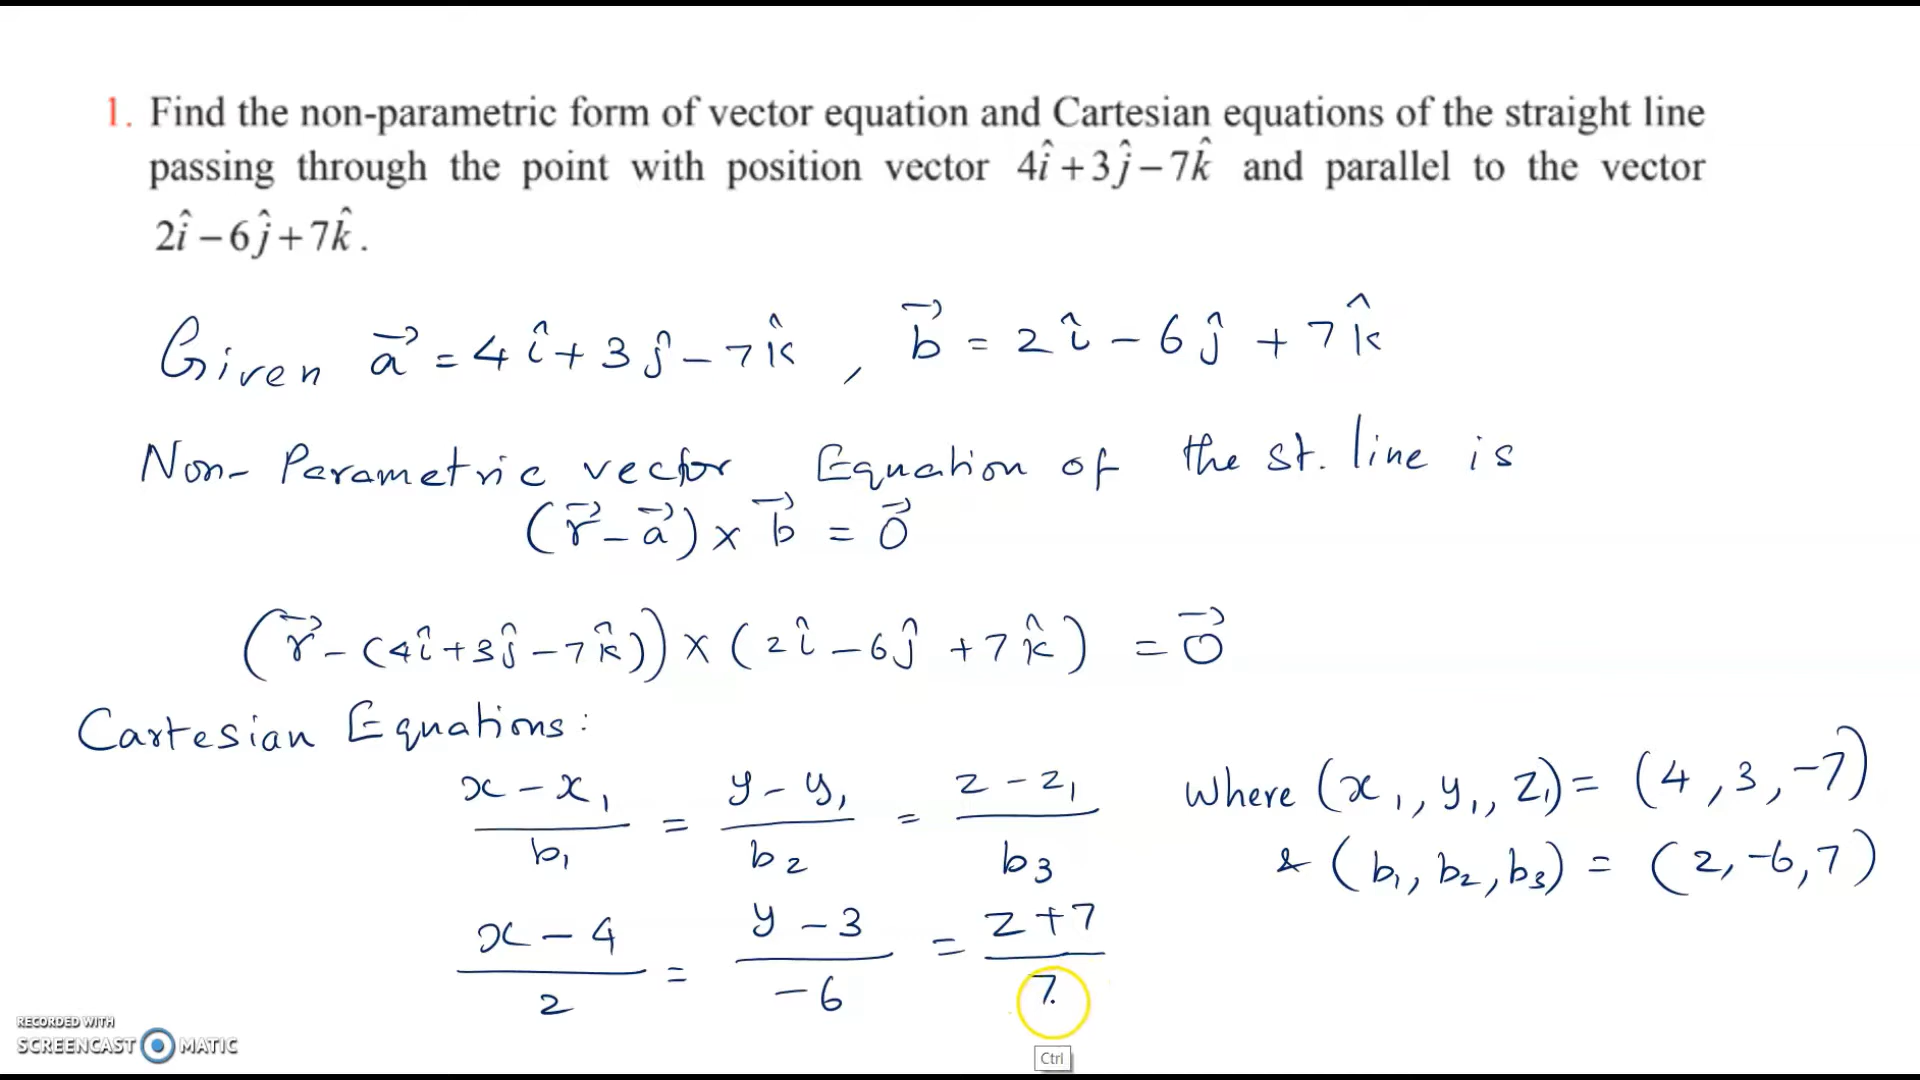 1. Find the non-parametric form of vector equation and Cartesian equations of the straight line
passing through the point with position vector 4î + 3ĵ − 7k̂ and parallel to the vector
2î − 6ĵ + 7k̂.
Given a⃗ = 4î + 3ĵ − 7k̂ , b⃗ = 2î − 6ĵ + 7k̂
Non-Parametric vector Equation of the st. line is
(r⃗ − a⃗) × b⃗ = 0⃗
(r⃗ − (4î + 3ĵ − 7k̂)) × (2î − 6ĵ + 7k̂) = 0⃗
Cartesian Equations:
(x − x₁)/b₁ = (y − y₁)/b₂ = (z − z₁)/b₃ where (x₁, y₁, z₁) = (4, 3, −7)
& (b₁, b₂, b₃) = (2, −6, 7)
(x − 4)/2 = (y − 3)/−6 = (z + 7)/7.
RECORDED WITH
SCREENCAST MATIC
Ctrl